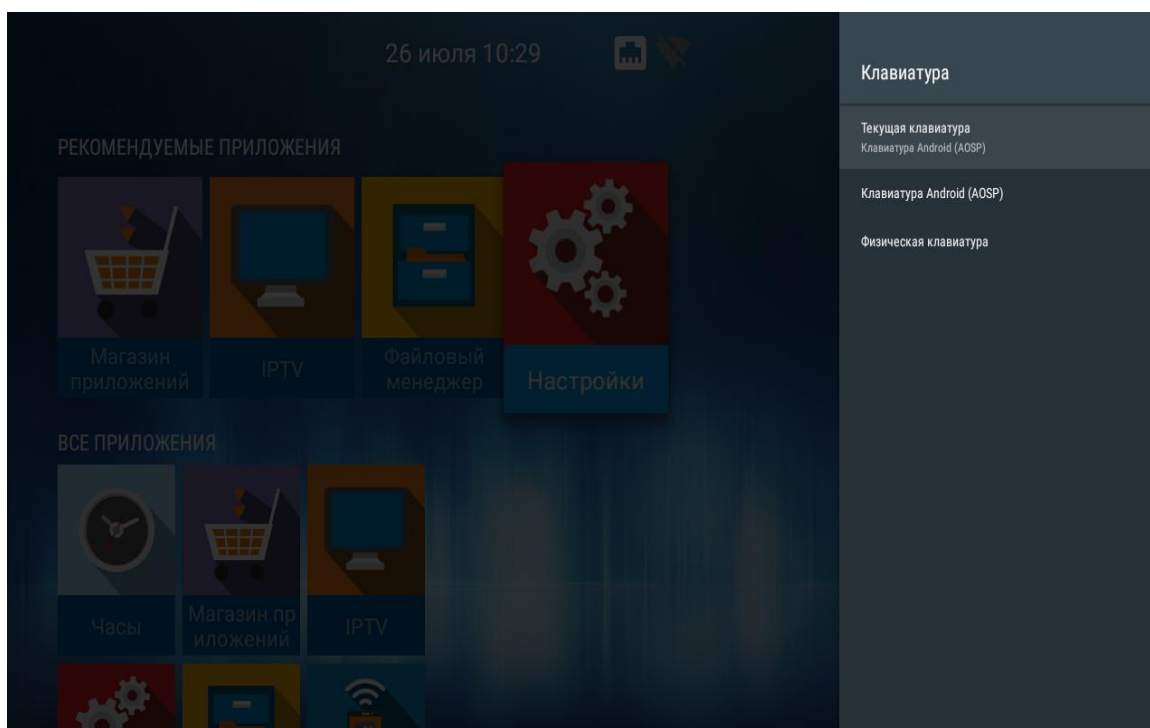 26 июля 10:29
РЕКОМЕНДУЕМЫЕ ПРИЛОЖЕНИЯ
Магазин
приложений
IPTV
Файловый
менеджер
Настройки
ВСЕ ПРИЛОЖЕНИЯ
Часы
Магазин пр
иложений
IPTV
Клавиатура
Текущая клавиатура
Клавиатура Android (AOSP)
Клавиатура Android (AOSP)
Физическая клавиатура